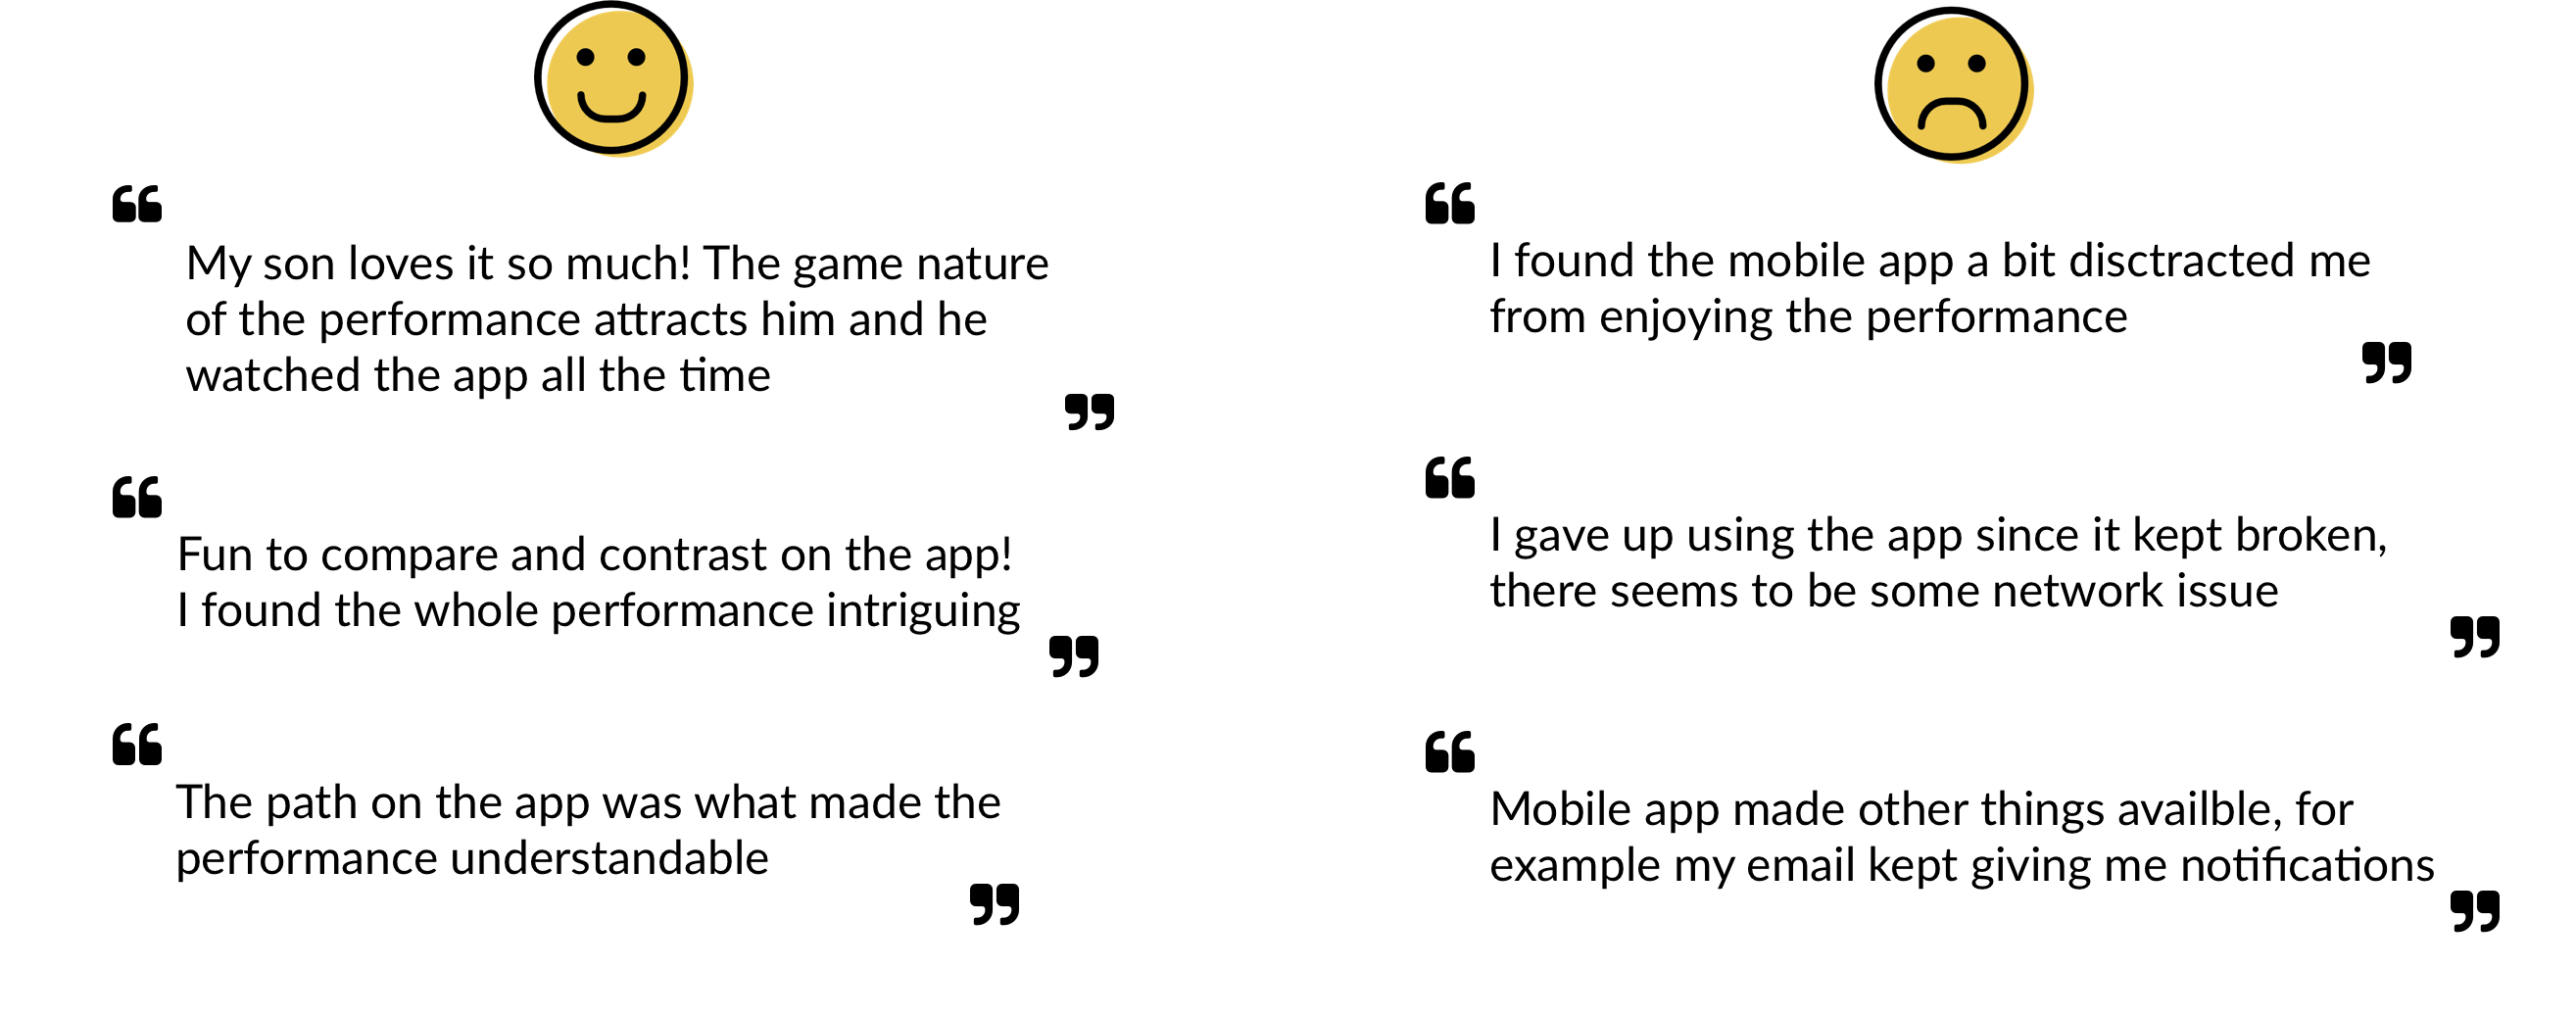 “
My son loves it so much! The game nature
of the performance attracts him and he
watched the app all the time
”
“
Fun to compare and contrast on the app!
I found the whole performance intriguing
”
“
The path on the app was what made the
performance understandable
”
“
I found the mobile app a bit disctracted me
from enjoying the performance
”
“
I gave up using the app since it kept broken,
there seems to be some network issue
”
“
Mobile app made other things availble, for
example my email kept giving me notifications
”